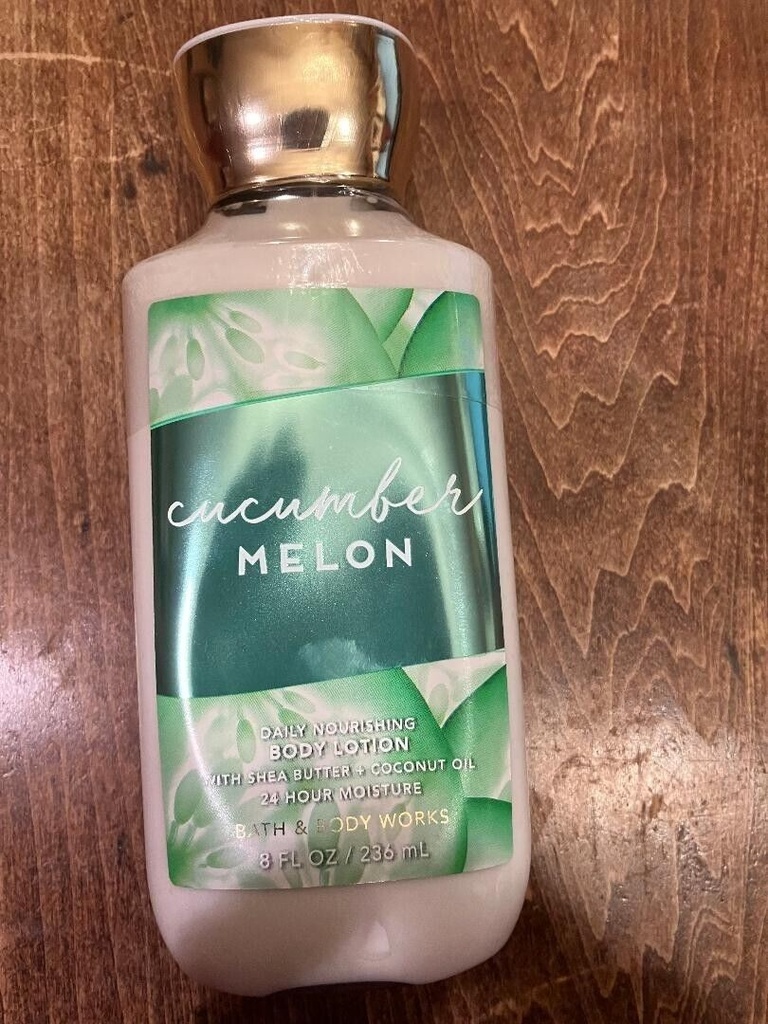 cucumber
MELON
DAILY NOURISHING
BODY LOTION
WITH SHEA BUTTER + COCONUT OIL
24 HOUR MOISTURE
BATH & BODY WORKS
8 FL OZ / 236 mL